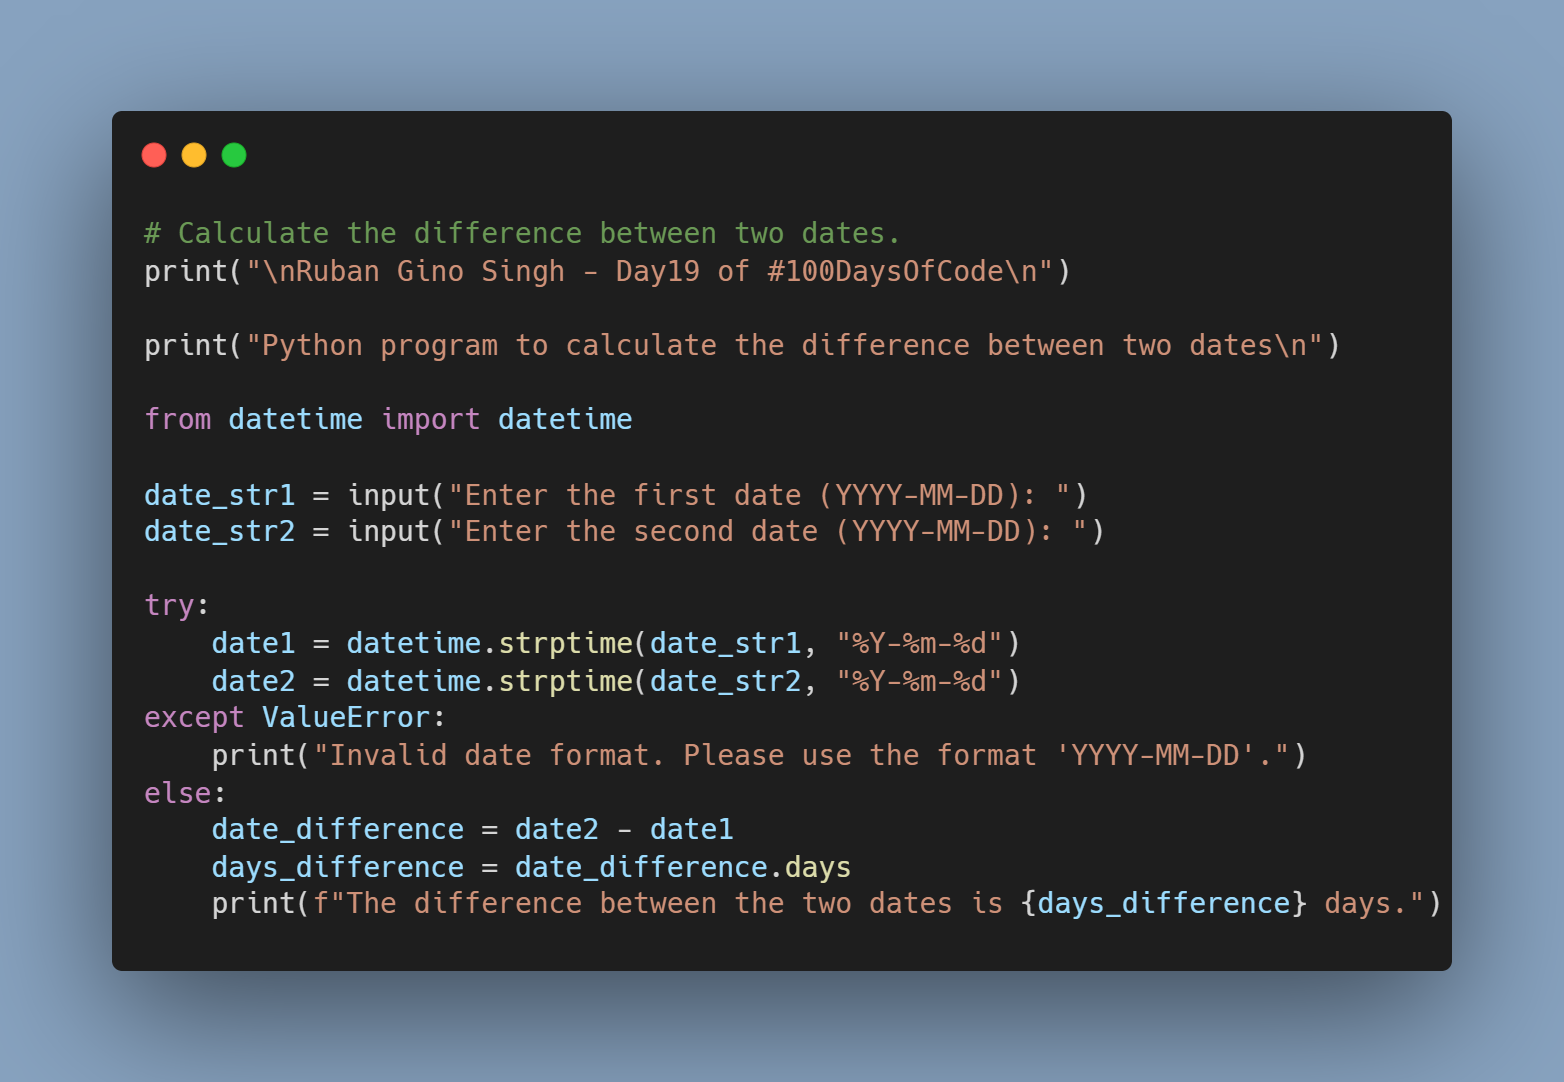 # Calculate the difference between two dates.
print("\nRuban Gino Singh - Day19 of #100DaysOfCode\n")

print("Python program to calculate the difference between two dates\n")

from datetime import datetime

date_str1 = input("Enter the first date (YYYY-MM-DD): ")
date_str2 = input("Enter the second date (YYYY-MM-DD): ")

try:
    date1 = datetime.strptime(date_str1, "%Y-%m-%d")
    date2 = datetime.strptime(date_str2, "%Y-%m-%d")
except ValueError:
    print("Invalid date format. Please use the format 'YYYY-MM-DD'.")
else:
    date_difference = date2 - date1
    days_difference = date_difference.days
    print(f"The difference between the two dates is {days_difference} days.")